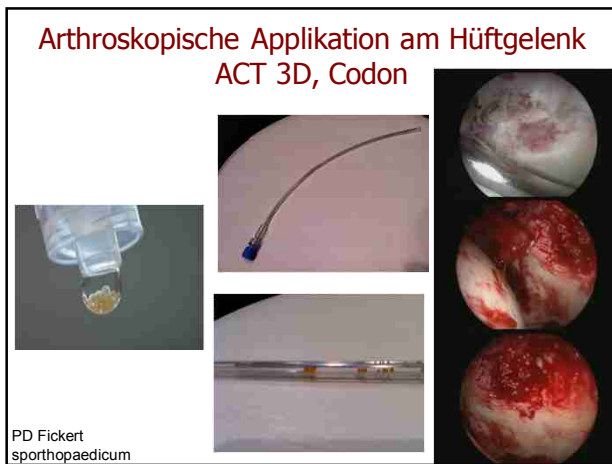 Arthroskopische Applikation am Hüftgelenk
ACT 3D, Codon
PD Fickert
sporthopaedicum